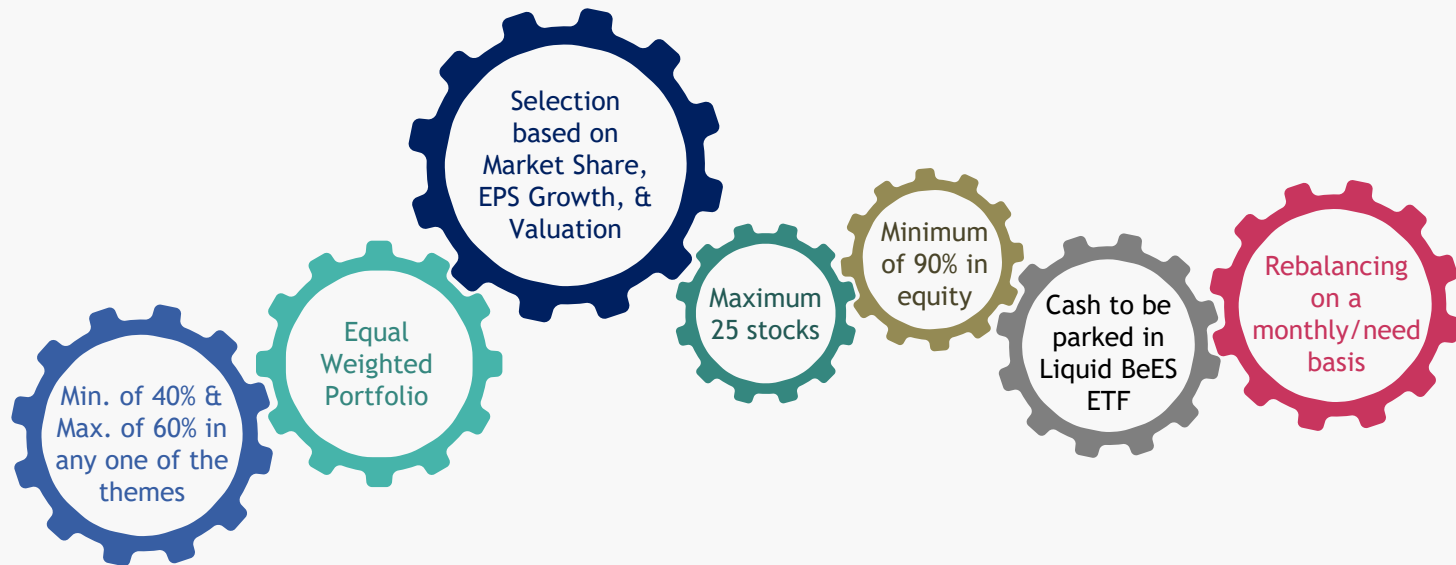 Min. of 40% &
Max. of 60% in
any one of the
themes
Equal
Weighted
Portfolio
Selection
based on
Market Share,
EPS Growth, &
Valuation
Maximum
25 stocks
Minimum
of 90% in
equity
Cash to be
parked in
Liquid BeES
ETF
Rebalancing
on a
monthly/need
basis